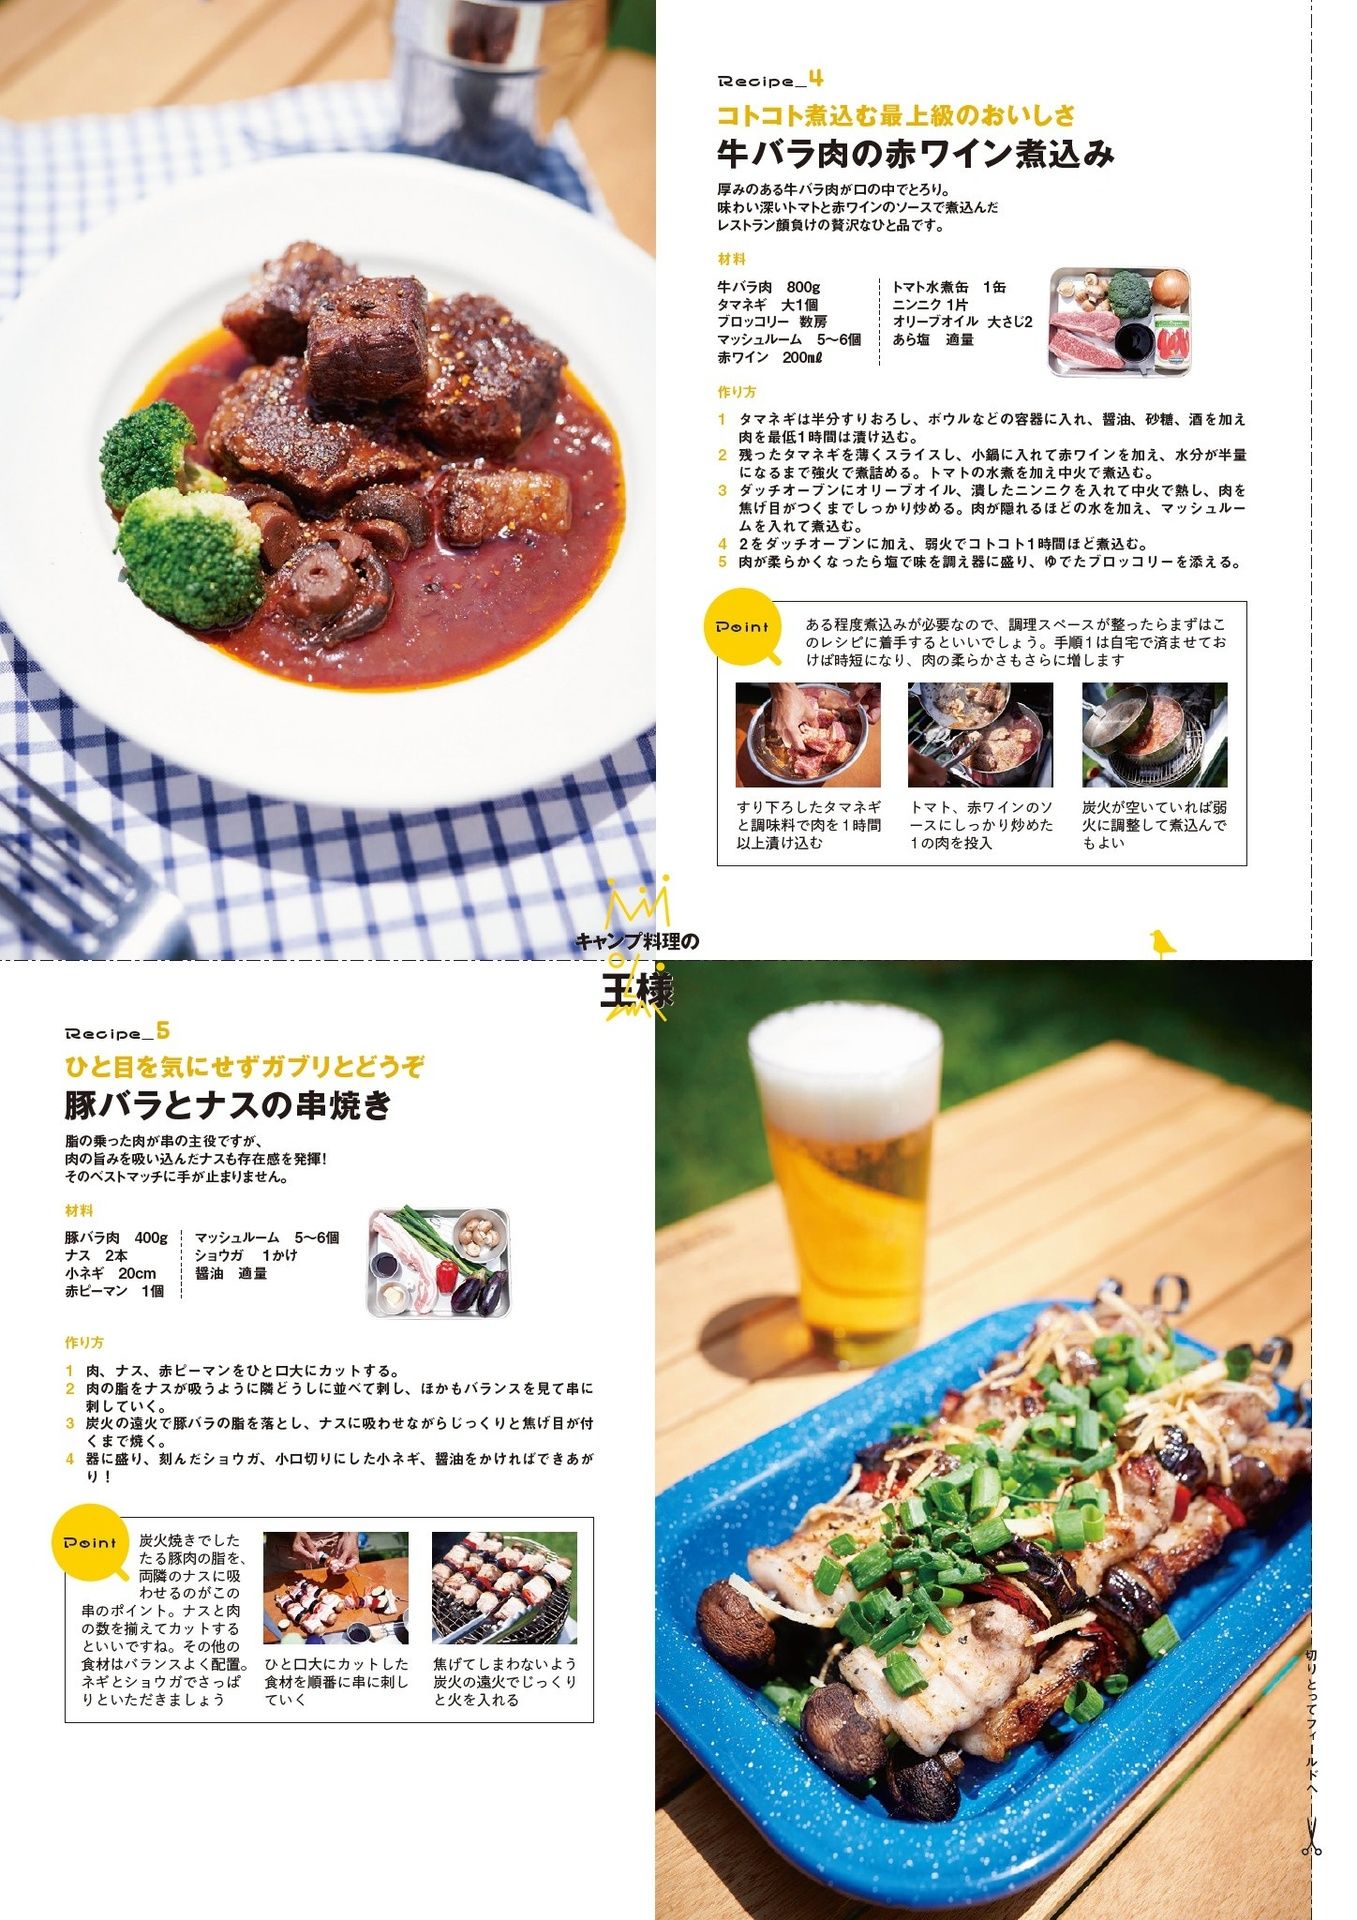 Recipe_4
コトコト煮込む最上級のおいしさ
牛バラ肉の赤ワイン煮込み
厚みのある牛バラ肉が口の中でとろり。
味わい深いトマトと赤ワインのソースで煮込んだ
レストラン顔負けの贅沢なひと品です。
材料
牛バラ肉 800g
タマネギ 大1個
ブロッコリー 数房
マッシュルーム 5〜6個
赤ワイン 200㎖
トマト水煮缶 1缶
ニンニク 1片
オリーブオイル 大さじ2
あら塩 適量
作り方
1 タマネギは半分すりおろし、ボウルなどの容器に入れ、醤油、砂糖、酒を加え
肉を最低1時間は漬け込む。
2 残ったタマネギを薄くスライスし、小鍋に入れて赤ワインを加え、水分が半量
になるまで強火で煮詰める。トマトの水煮を加え中火で煮込む。
3 ダッチオーブンにオリーブオイル、潰したニンニクを入れて中火で熱し、肉を
焦げ目がつくまでしっかり炒める。肉が隠れるほどの水を加え、マッシュルー
ムを入れて煮込む。
4 2をダッチオーブンに加え、弱火でコトコト1時間ほど煮込む。
5 肉が柔らかくなったら塩で味を調え器に盛り、ゆでたブロッコリーを添える。
Point
ある程度煮込みが必要なので、調理スペースが整ったらまずはこ
のレシピに着手するといいでしょう。手順1は自宅で済ませてお
けば時短になり、肉の柔らかさもさらに増します
すり下ろしたタマネギ
と調味料で肉を1時間
以上漬け込む
トマト、赤ワインのソ
ースにしっかり炒めた
1の肉を投入
炭火が空いていれば弱
火に調整して煮込んで
もよい
キャンプ料理の
王様
Recipe_5
ひと目を気にせずガブリとどうぞ
豚バラとナスの串焼き
脂の乗った肉が串の主役ですが、
肉の旨みを吸い込んだナスも存在感を発揮！
そのベストマッチに手が止まりません。
材料
豚バラ肉 400g
ナス 2本
小ネギ 20cm
赤ピーマン 1個
マッシュルーム 5〜6個
ショウガ 1かけ
醤油 適量
作り方
1 肉、ナス、赤ピーマンをひと口大にカットする。
2 肉の脂をナスが吸うように隣どうしに並べて刺し、ほかもバランスを見て串に
刺していく。
3 炭火の遠火で豚バラの脂を落とし、ナスに吸わせながらじっくりと焦げ目が付
くまで焼く。
4 器に盛り、刻んだショウガ、小口切りにした小ネギ、醤油をかければできあが
り！
Point
炭火焼きでした
たる豚肉の脂を、
両隣のナスに吸
わせるのがこの
串のポイント。ナスと肉
の数を揃えてカットする
といいですね。その他の
食材はバランスよく配置。
ネギとショウガでさっぱ
りといただきましょう
ひと口大にカットした
食材を順番に串に刺し
ていく
焦げてしまわないよう
炭火の遠火でじっくり
と火を入れる
切りとってフィールドへ